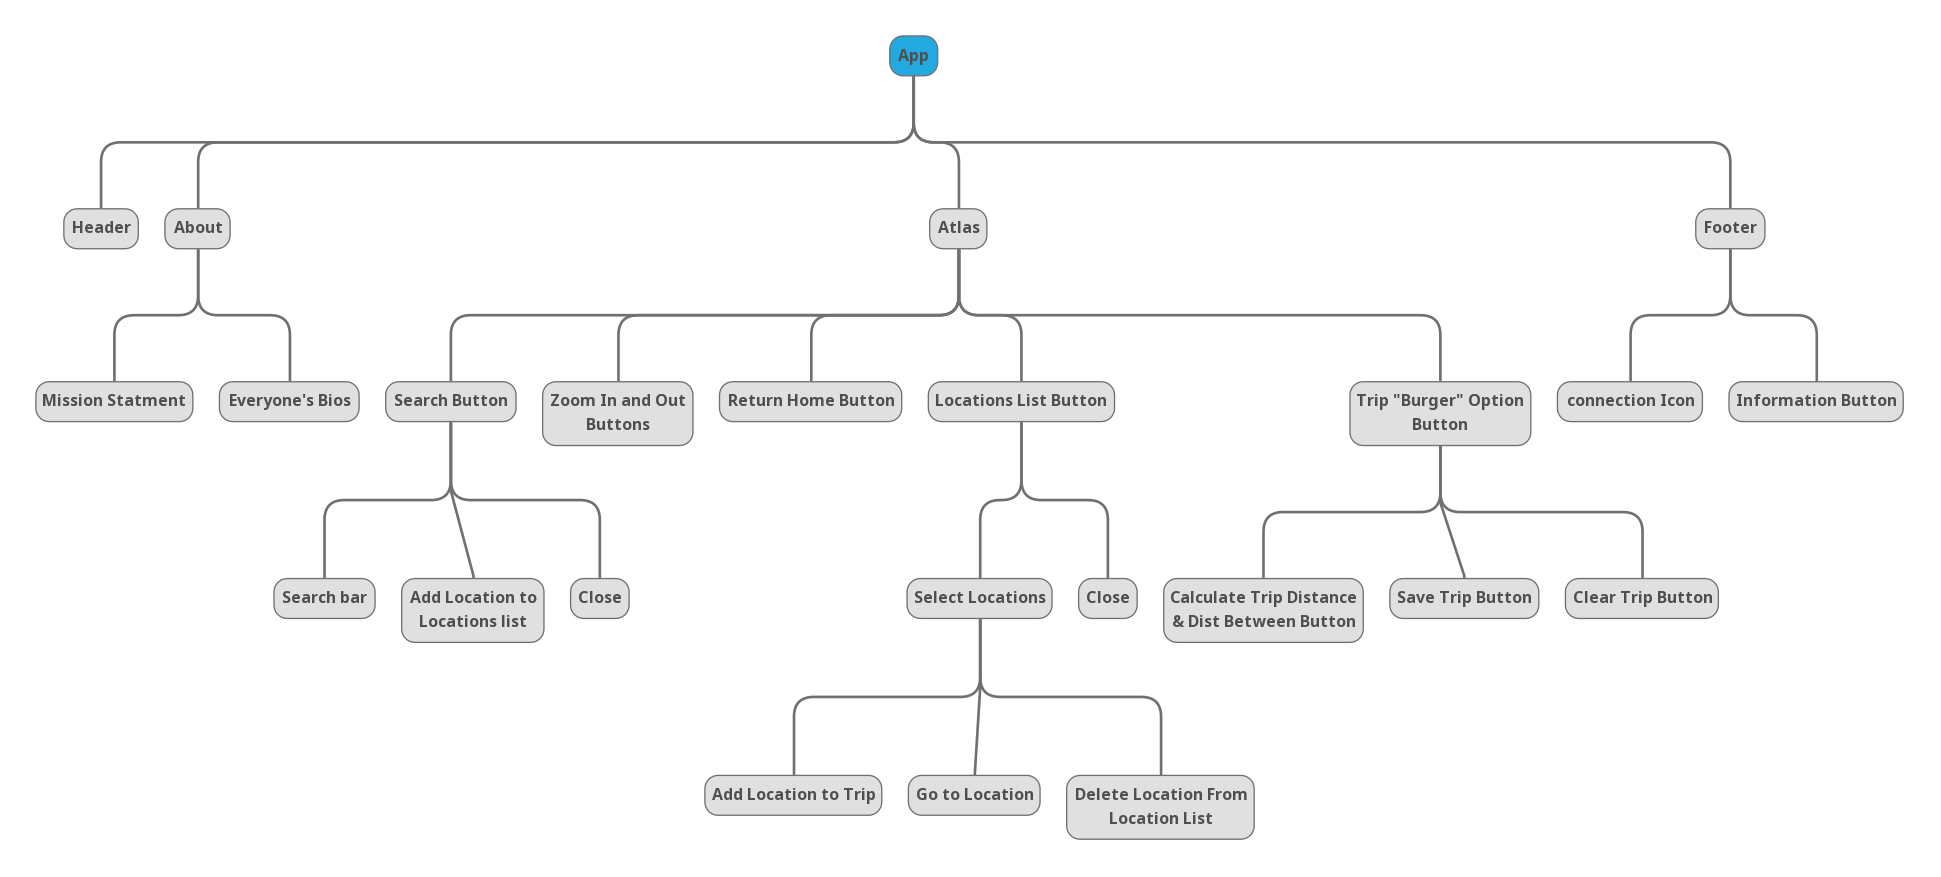 App
Header
About
Atlas
Footer
Mission Statment
Everyone's Bios
Search Button
Zoom In and Out
Buttons
Return Home Button
Locations List Button
Trip "Burger" Option
Button
connection Icon
Information Button
Search bar
Add Location to
Locations list
Close
Select Locations
Close
Calculate Trip Distance
& Dist Between Button
Save Trip Button
Clear Trip Button
Add Location to Trip
Go to Location
Delete Location From
Location List